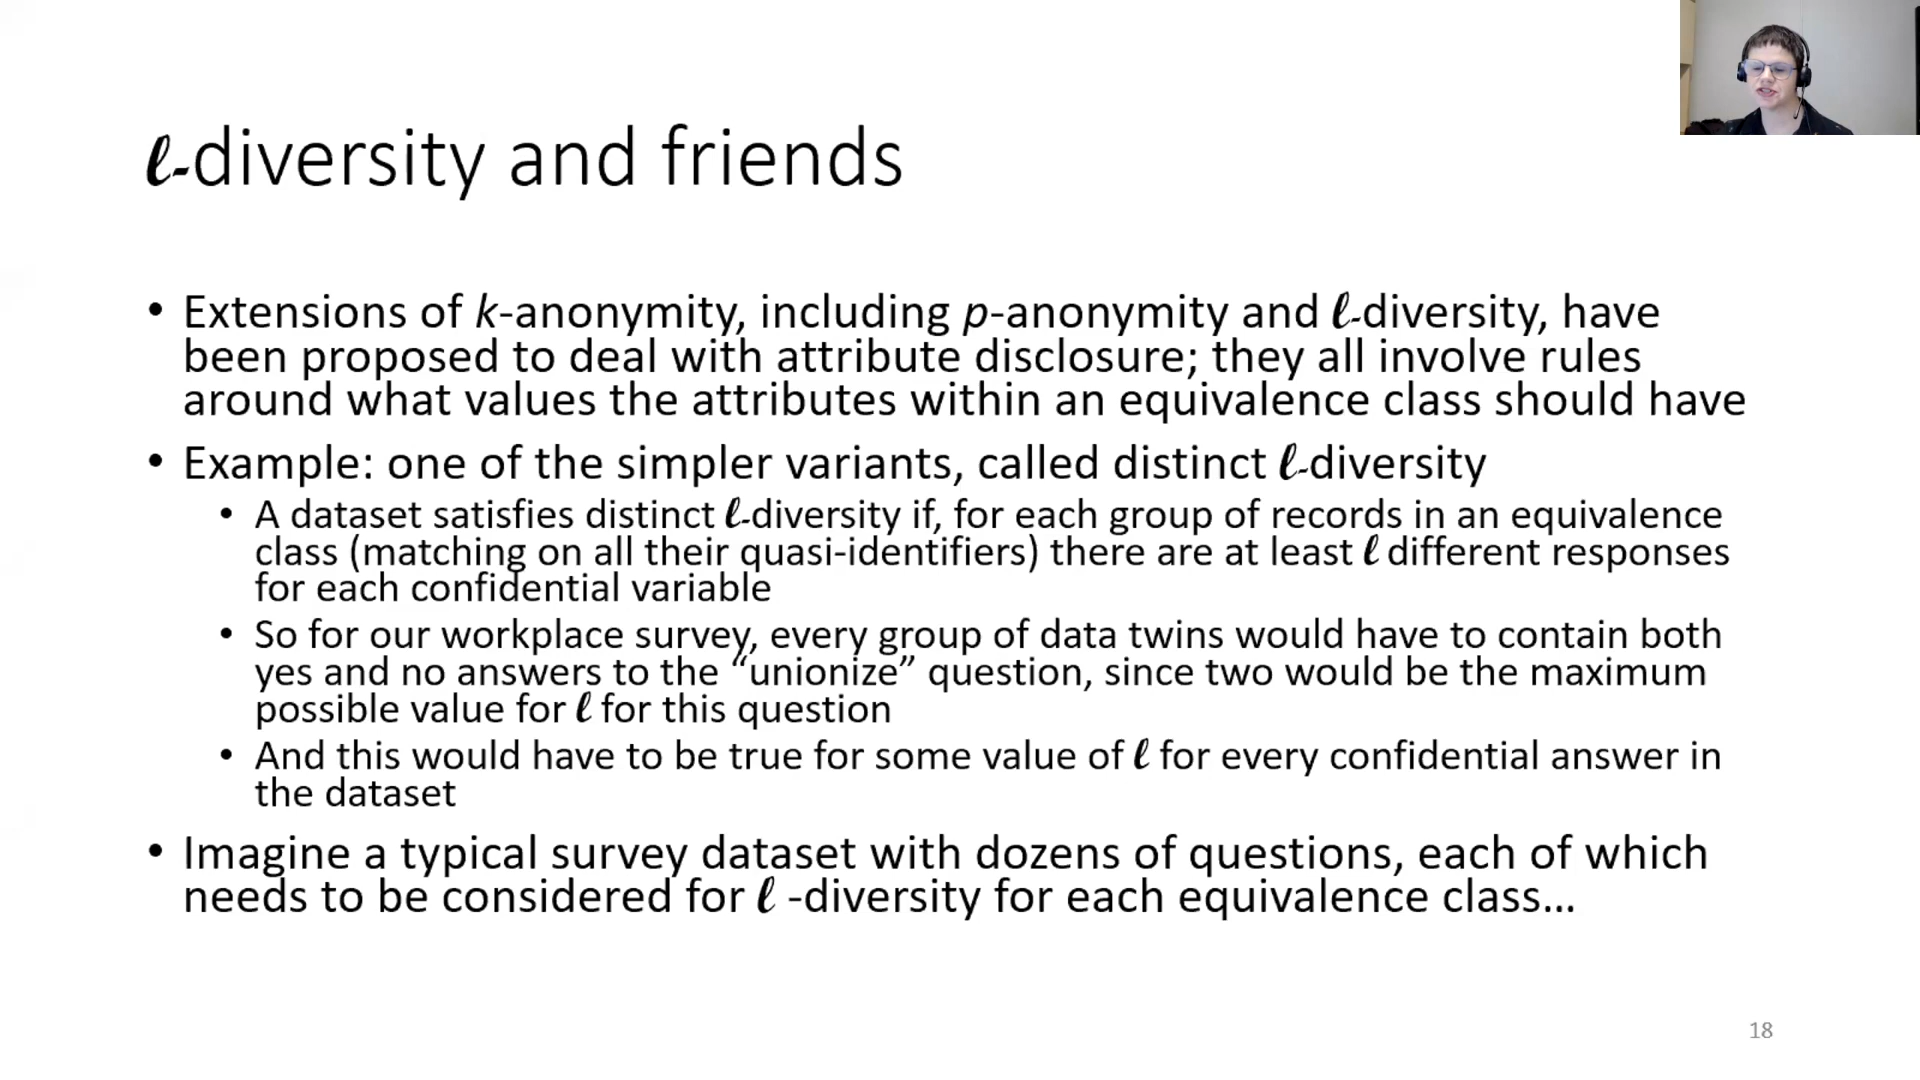 ℓ-diversity and friends
• Extensions of k-anonymity, including p-anonymity and ℓ-diversity, have
been proposed to deal with attribute disclosure; they all involve rules
around what values the attributes within an equivalence class should have
• Example: one of the simpler variants, called distinct ℓ-diversity
• A dataset satisfies distinct ℓ-diversity if, for each group of records in an equivalence
class (matching on all their quasi-identifiers) there are at least ℓ different responses
for each confidential variable
• So for our workplace survey, every group of data twins would have to contain both
yes and no answers to the “unionize” question, since two would be the maximum
possible value for ℓ for this question
• And this would have to be true for some value of ℓ for every confidential answer in
the dataset
• Imagine a typical survey dataset with dozens of questions, each of which
needs to be considered for ℓ -diversity for each equivalence class…
18